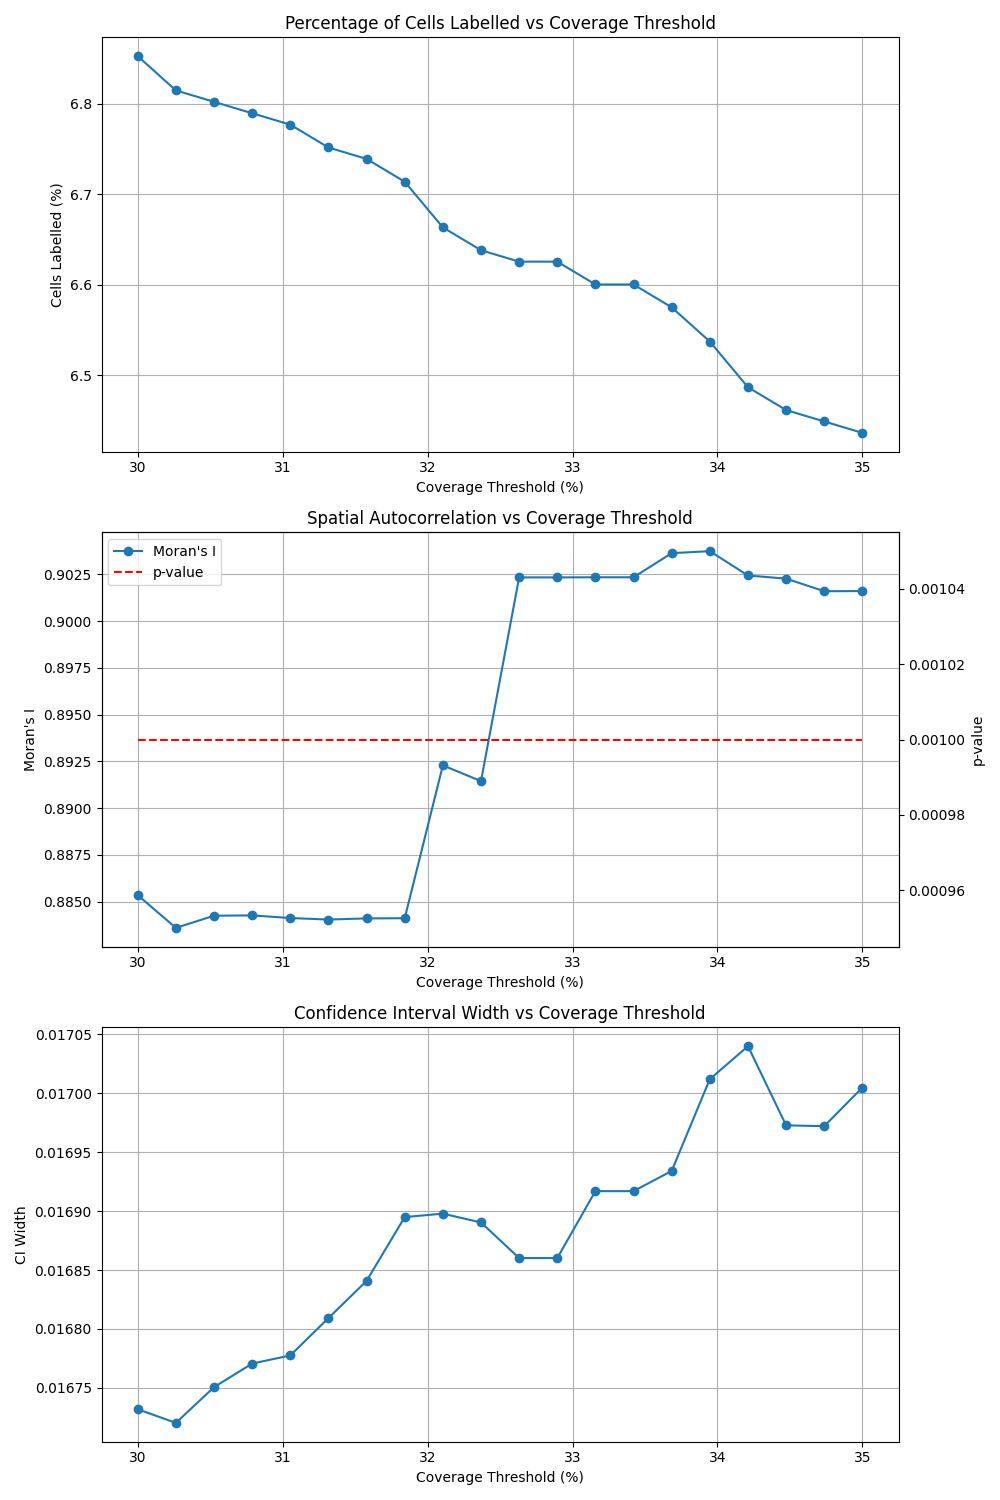 Percentage of Cells Labelled vs Coverage Threshold
Cells Labelled (%)
6.8
6.7
6.6
6.5
30 31 32 33 34 35
Coverage Threshold (%)
Spatial Autocorrelation vs Coverage Threshold
Moran's I
p-value
Moran's I
0.9025
0.9000
0.8975
0.8950
0.8925
0.8900
0.8875
0.8850
0.00104
0.00102
0.00100
0.00098
0.00096
p-value
30 31 32 33 34 35
Coverage Threshold (%)
Confidence Interval Width vs Coverage Threshold
CI Width
0.01705
0.01700
0.01695
0.01690
0.01685
0.01680
0.01675
30 31 32 33 34 35
Coverage Threshold (%)